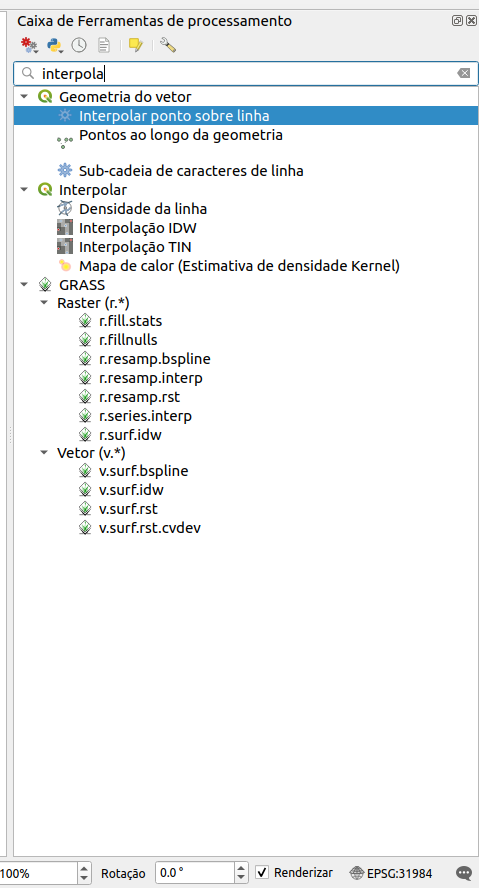 Caixa de Ferramentas de processamento
interpola
Geometria do vetor
Interpolar ponto sobre linha
Pontos ao longo da geometria
Sub-cadeia de caracteres de linha
Interpolar
Densidade da linha
Interpolação IDW
Interpolação TIN
Mapa de calor (Estimativa de densidade Kernel)
GRASS
Raster (r.*)
r.fill.stats
r.fillnulls
r.resamp.bspline
r.resamp.interp
r.resamp.rst
r.series.interp
r.surf.idw
Vetor (v.*)
v.surf.bspline
v.surf.idw
v.surf.rst
v.surf.rst.cvdev
100% Rotação 0.0 ° Renderizar EPSG:31984